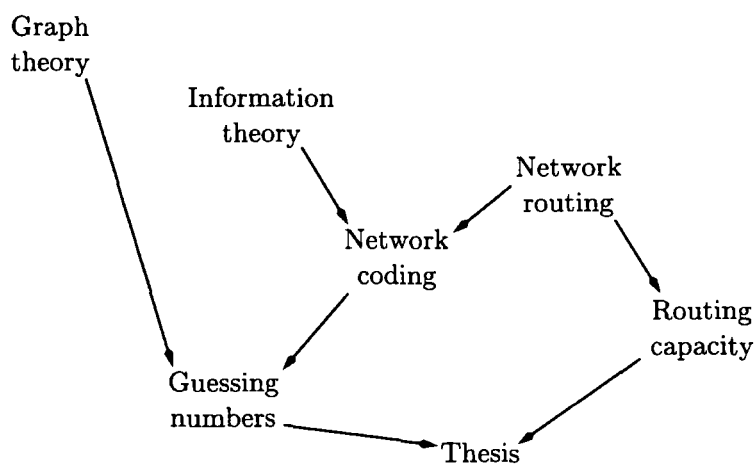 Graph
theory
Information
theory
Network
routing
Network
coding
Routing
capacity
Guessing
numbers
Thesis